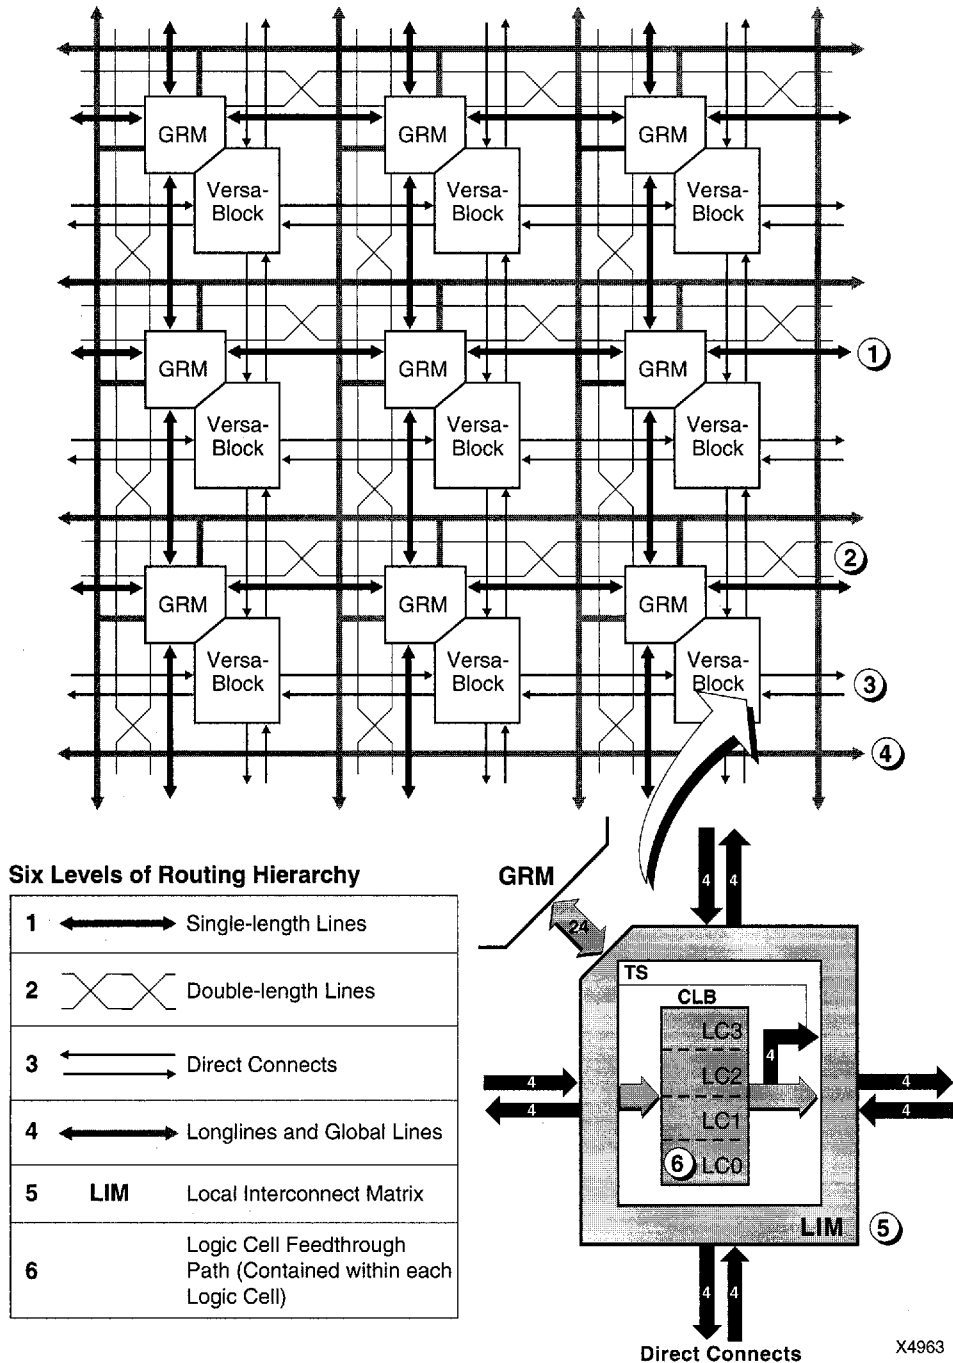 GRM
GRM
GRM
Versa-
Block
Versa-
Block
Versa-
Block
GRM
GRM
GRM
1
Versa-
Block
Versa-
Block
Versa-
Block
2
GRM
GRM
GRM
Versa-
Block
Versa-
Block
Versa-
Block
3
4
Six Levels of Routing Hierarchy
1 Single-length Lines
2 Double-length Lines
3 Direct Connects
4 Longlines and Global Lines
5 LIM Local Interconnect Matrix
6 Logic Cell Feedthrough
Path (Contained within each
Logic Cell)
GRM
24
4 4
TS
CLB
LC3
4
LC2
4 4
4 4
LC1
6 LC0
LIM 5
4 4
Direct Connects
X4963